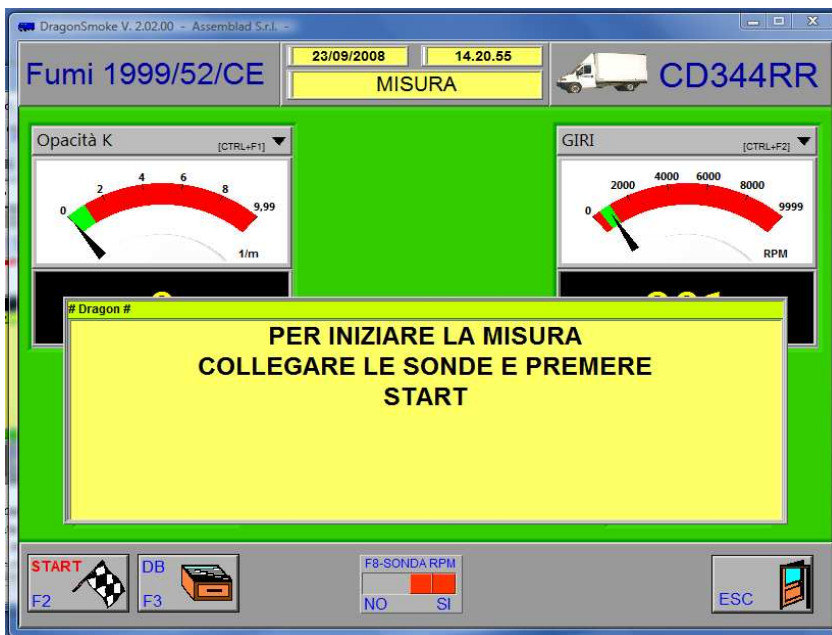 DragonSmoke V. 2.02.00 - Assemblad S.r.l. -
Fumi 1999/52/CE
23/09/2008
14.20.55
MISURA
CD344RR
Opacità K
[CTRL+F1]
0
2
4
6
8
9,99
1/m
GIRI
[CTRL+F2]
0
2000
4000
6000
8000
9999
RPM
# Dragon #
PER INIZIARE LA MISURA
COLLEGARE LE SONDE E PREMERE
START
START
F2
DB
F3
F8-SONDA RPM
NO
SI
ESC